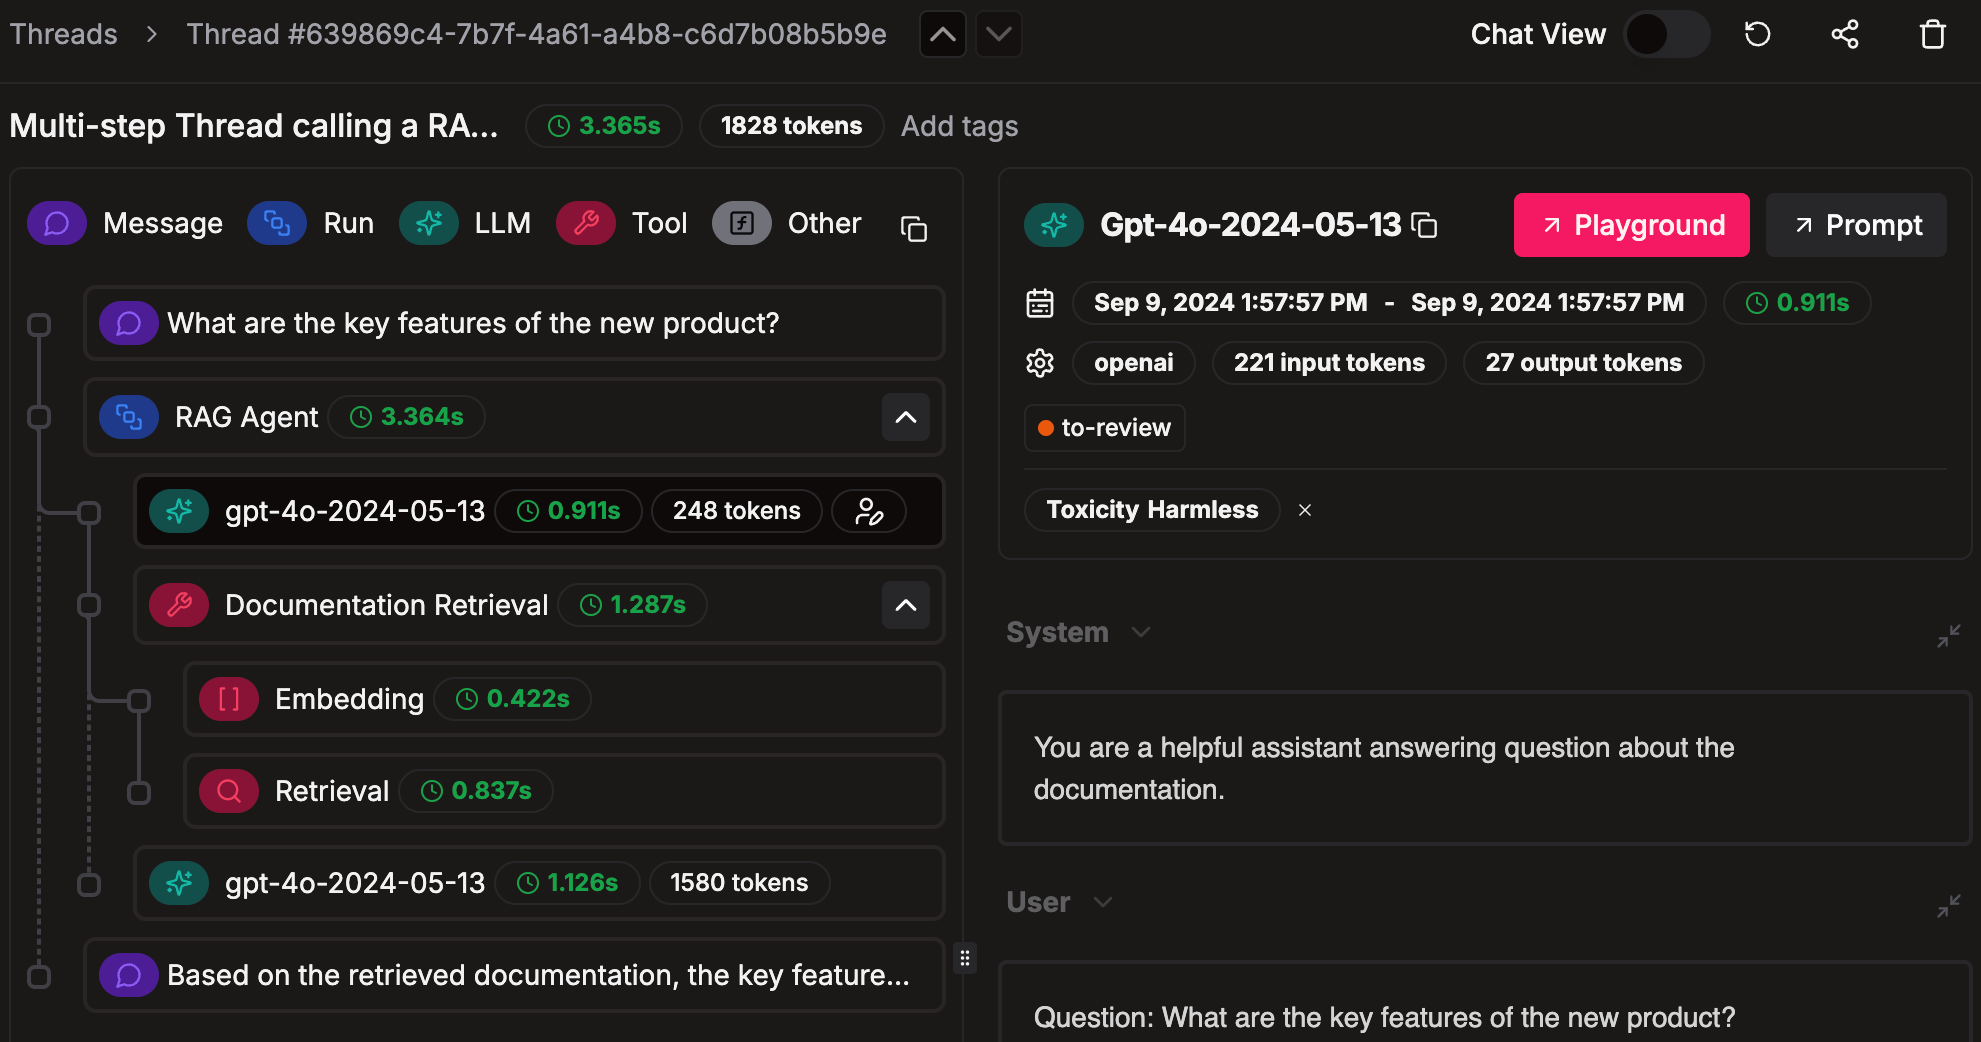 Threads > Thread #639869c4-7b7f-4a61-a4b8-c6d7b08b5b9e
Chat View
Multi-step Thread calling a RA... 3.365s 1828 tokens Add tags
Message Run LLM Tool Other
What are the key features of the new product?
RAG Agent 3.364s
gpt-4o-2024-05-13 0.911s 248 tokens
Documentation Retrieval 1.287s
[ ] Embedding 0.422s
Retrieval 0.837s
gpt-4o-2024-05-13 1.126s 1580 tokens
Based on the retrieved documentation, the key feature...
Gpt-4o-2024-05-13 Playground Prompt
Sep 9, 2024 1:57:57 PM - Sep 9, 2024 1:57:57 PM 0.911s
openai 221 input tokens 27 output tokens
to-review
Toxicity Harmless ×
System
You are a helpful assistant answering question about the
documentation.
User
Question: What are the key features of the new product?